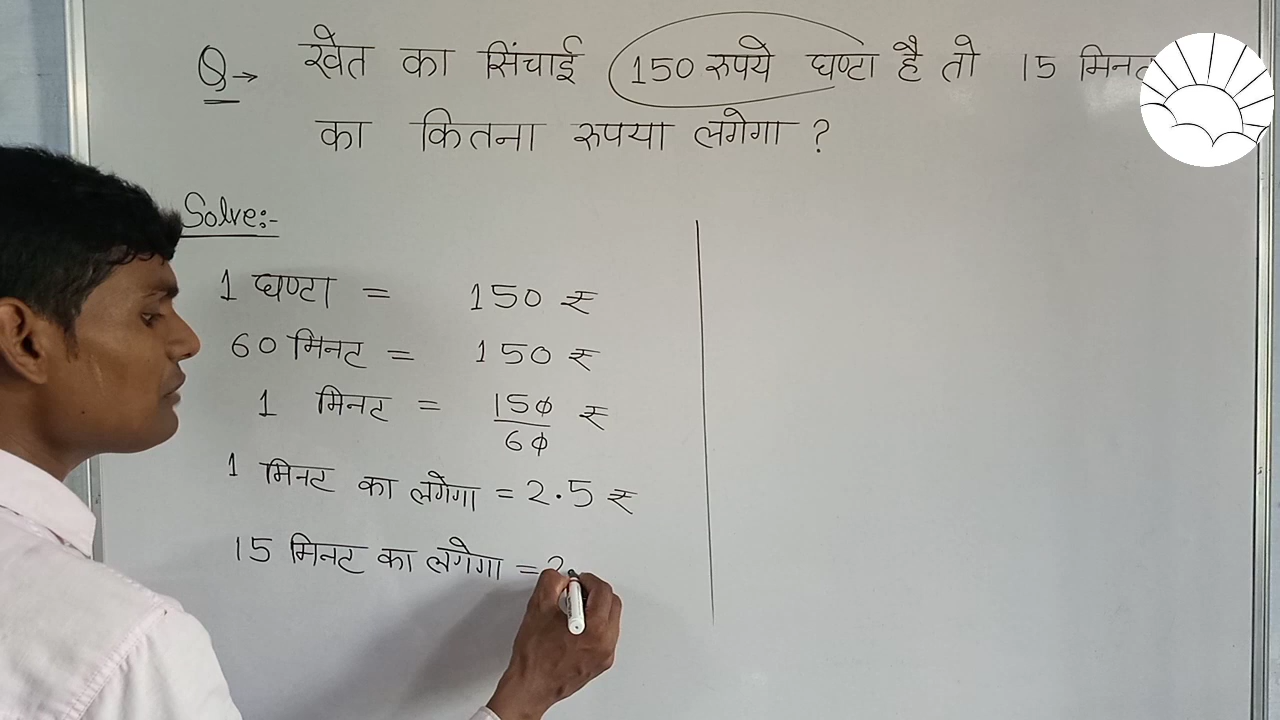 Q→ खेत का सिंचाई 150 रुपये घण्टा है तो 15 मिनट
का कितना रुपया लगेगा ?
Solve:-
1 घण्टा = 150 ₹
60 मिनट = 150 ₹
1 मिनट = 150/60 ₹
1 मिनट का लगेगा = 2.5 ₹
15 मिनट का लगेगा = 2